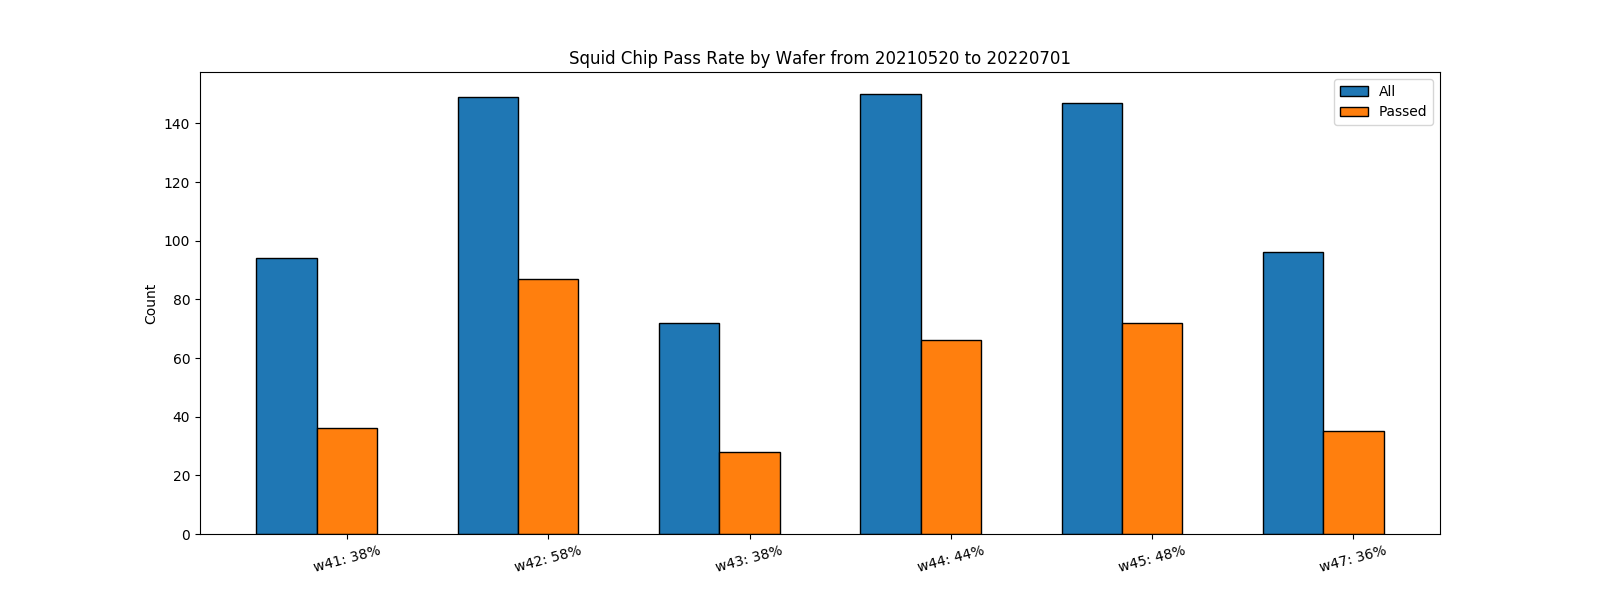 Squid Chip Pass Rate by Wafer from 20210520 to 20220701
All
Passed
Count
140
120
100
80
60
40
20
0
w41: 38%
w42: 58%
w43: 38%
w44: 44%
w45: 48%
w47: 36%